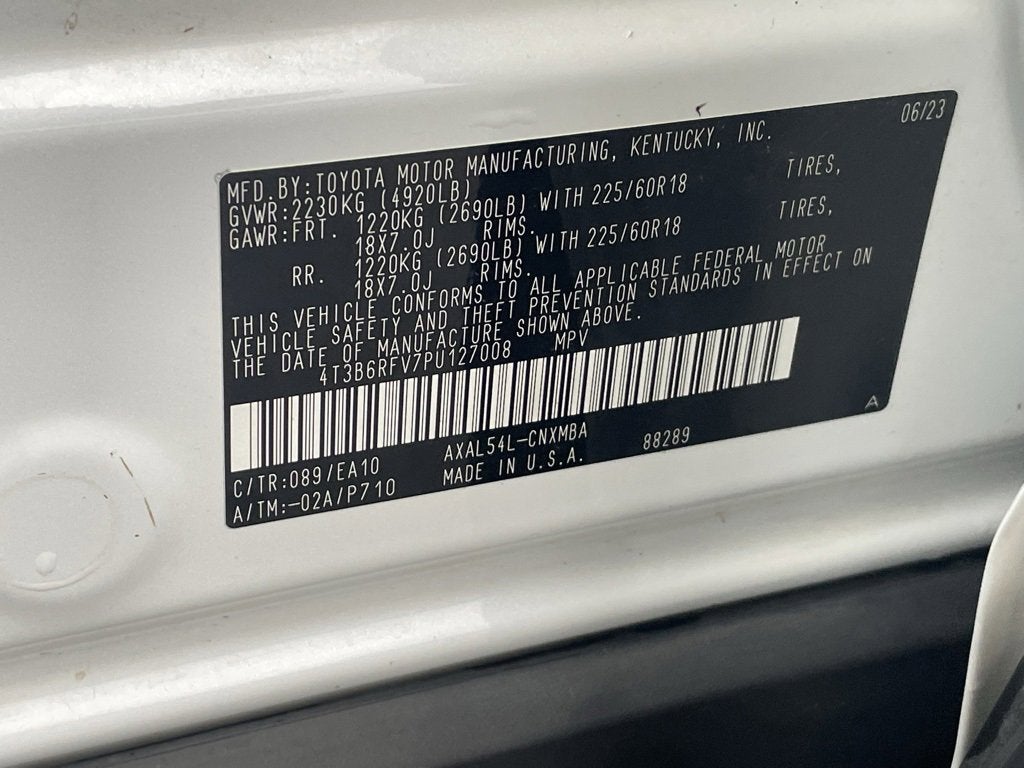 06/23
MFD.BY:TOYOTA MOTOR MANUFACTURING, KENTUCKY, INC.
GVWR:2230KG (4920LB)
GAWR:FRT. 1220KG (2690LB) WITH 225/60R18 TIRES,
18X7.0J RIMS.
RR. 1220KG (2690LB) WITH 225/60R18 TIRES,
18X7.0J RIMS.
THIS VEHICLE CONFORMS TO ALL APPLICABLE FEDERAL MOTOR
VEHICLE SAFETY AND THEFT PREVENTION STANDARDS IN EFFECT ON
THE DATE OF MANUFACTURE SHOWN ABOVE.
4T3B6RFV7PU127008 MPV
A
C/TR:089/EA10 AXAL54L-CNXMBA 88289
A/TM:-02A/P710 MADE IN U.S.A.